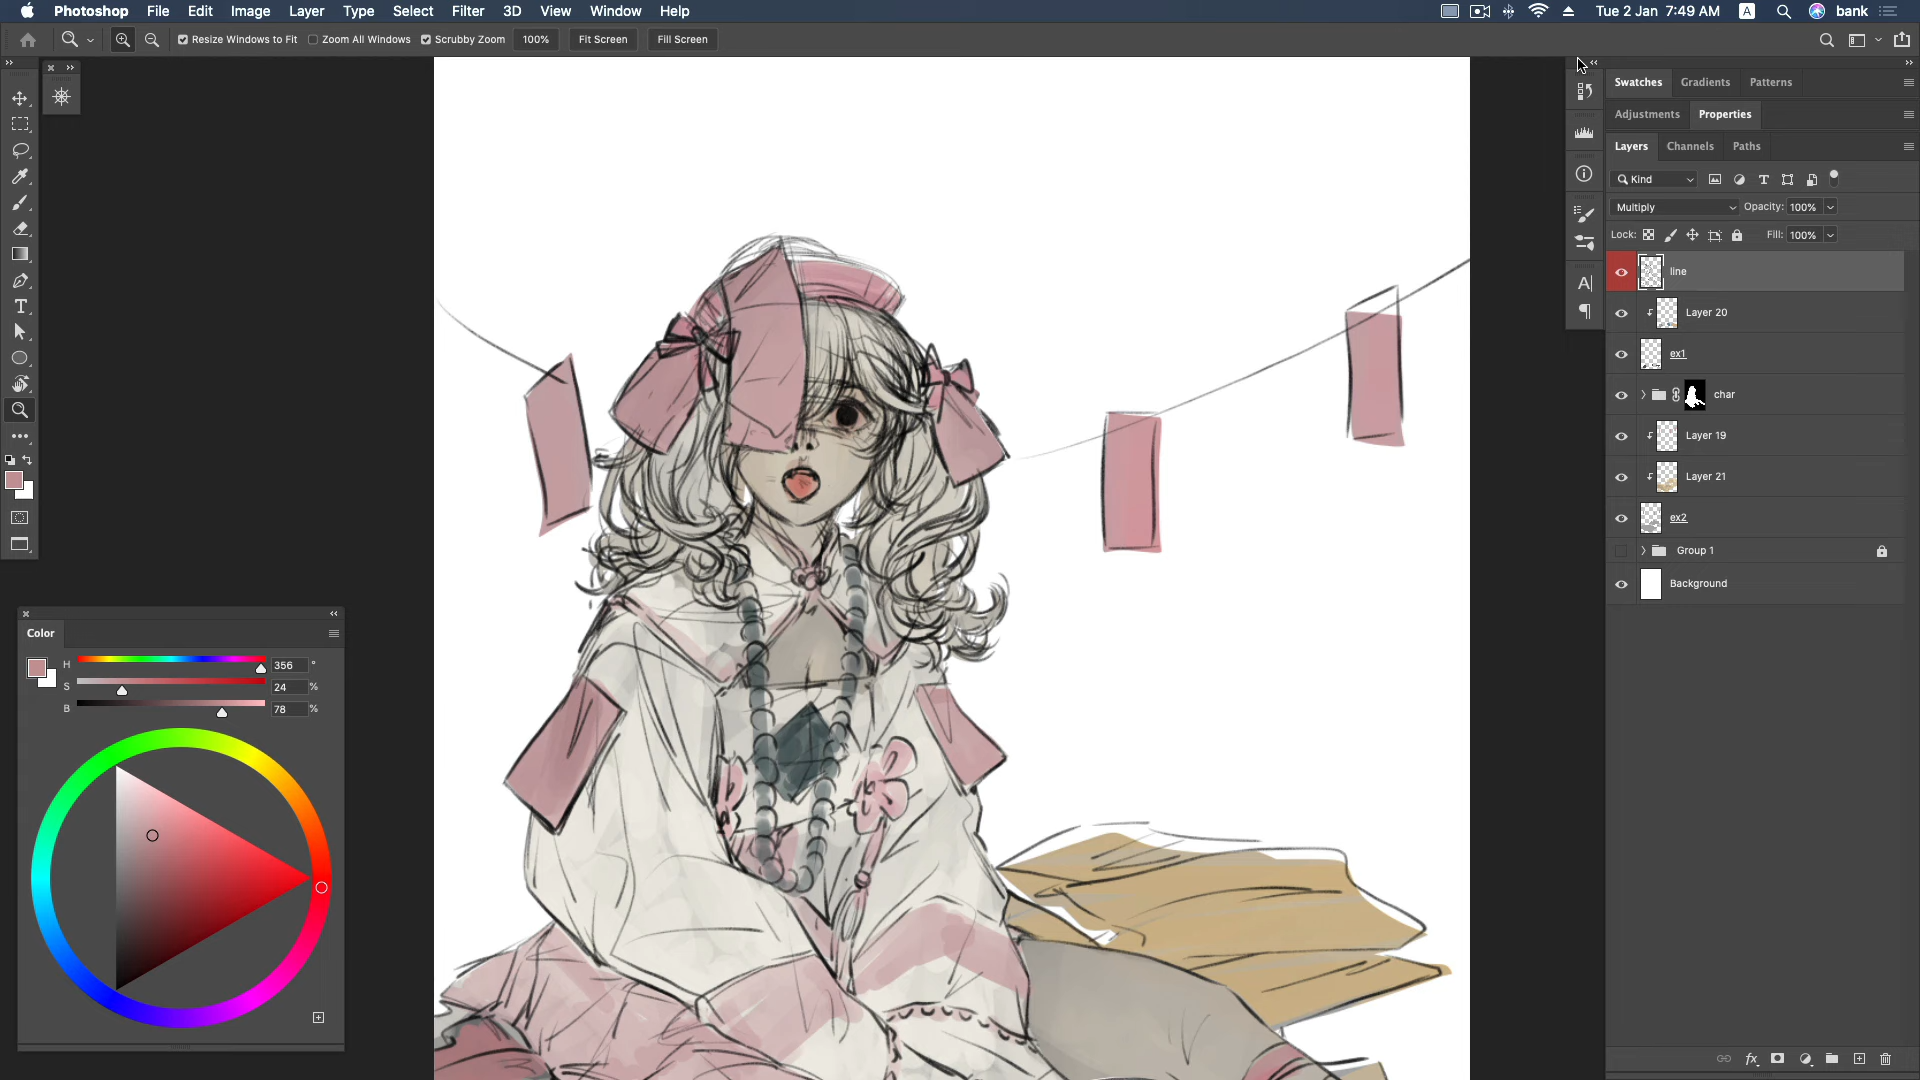 Photoshop File Edit Image Layer Type Select Filter 3D View Window Help
Tue 2 Jan 7:49 AM A bank
Resize Windows to Fit Zoom All Windows Scrubby Zoom 100% Fit Screen Fill Screen
Swatches Gradients Patterns
Adjustments Properties
Layers Channels Paths
Kind
Multiply Opacity: 100%
Lock: Fill: 100%
line
Layer 20
ex1
char
Layer 19
Layer 21
ex2
Group 1
Background
Color
H 356 °
S 24 %
B 78 %